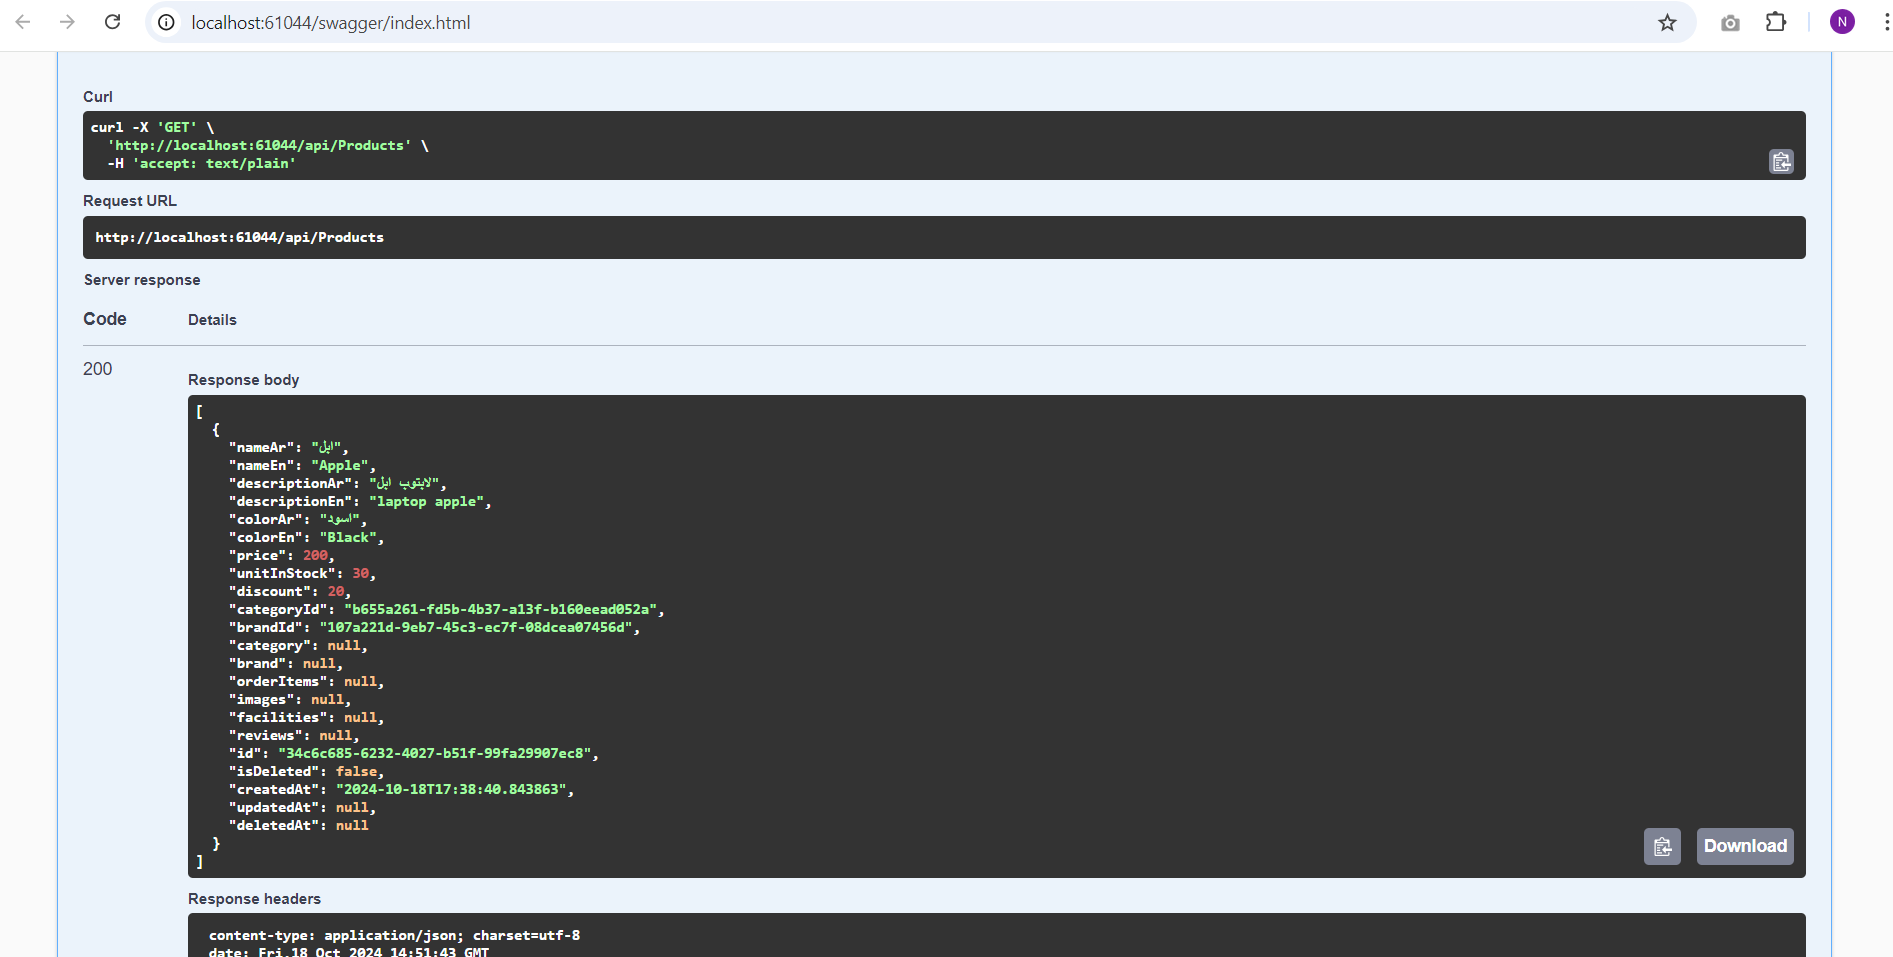 localhost:61044/swagger/index.html
N
Curl
curl -X 'GET' \
'http://localhost:61044/api/Products' \
-H 'accept: text/plain'
Request URL
http://localhost:61044/api/Products
Server response
Code Details
200
Response body
[
{
"nameAr": "ابل",
"nameEn": "Apple",
"descriptionAr": "لابتوب ابل",
"descriptionEn": "laptop apple",
"colorAr": "اسود",
"colorEn": "Black",
"price": 200,
"unitInStock": 30,
"discount": 20,
"categoryId": "b655a261-fd5b-4b37-a13f-b160eead052a",
"brandId": "107a221d-9eb7-45c3-ec7f-08dcea07456d",
"category": null,
"brand": null,
"orderItems": null,
"images": null,
"facilities": null,
"reviews": null,
"id": "34c6c685-6232-4027-b51f-99fa29907ec8",
"isDeleted": false,
"createdAt": "2024-10-18T17:38:40.843863",
"updatedAt": null,
"deletedAt": null
}
]
Download
Response headers
content-type: application/json; charset=utf-8
date: Fri,18 Oct 2024 14:51:43 GMT